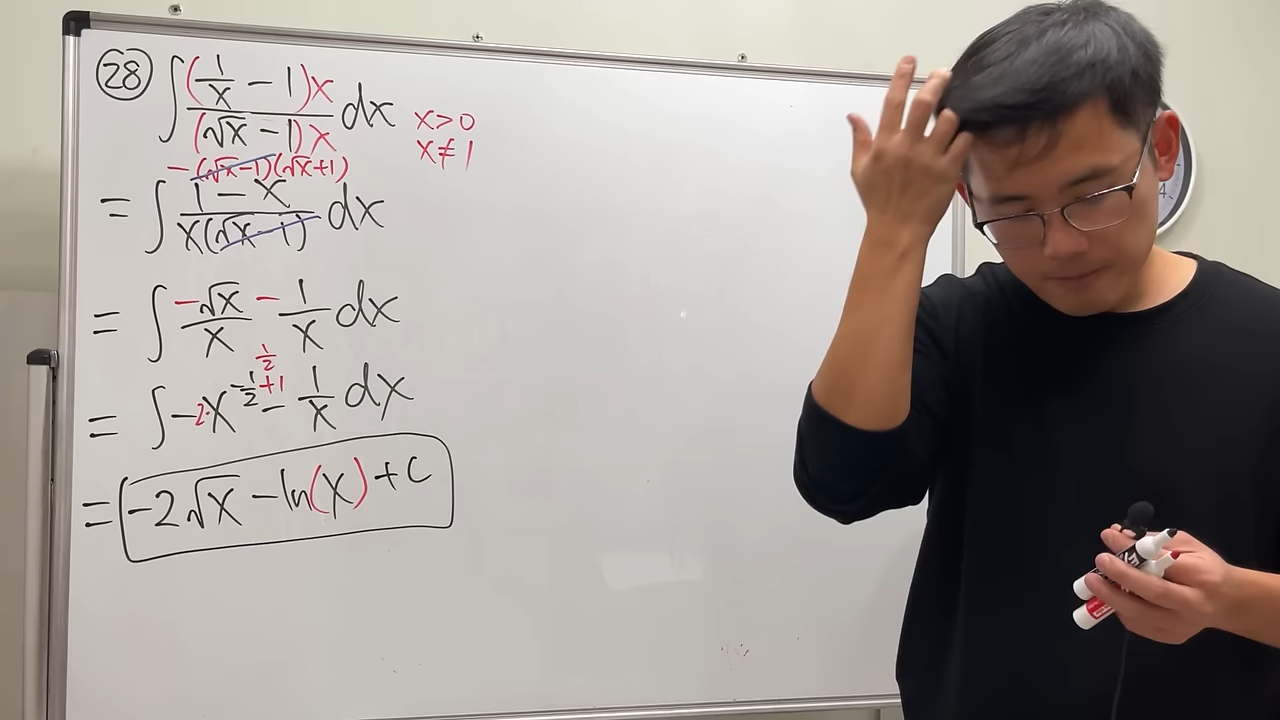 ㉘ ∫ (1/x − 1)x / (√x − 1)x dx x>0
x≠1
−(√x−1)(√x+1)
= ∫ 1−x / x(√x−1) dx
= ∫ −√x/x − 1/x dx
1/2
= ∫ −2·x^(−1/2 +1) − 1/x dx
= −2√x − ln(x) + C
4